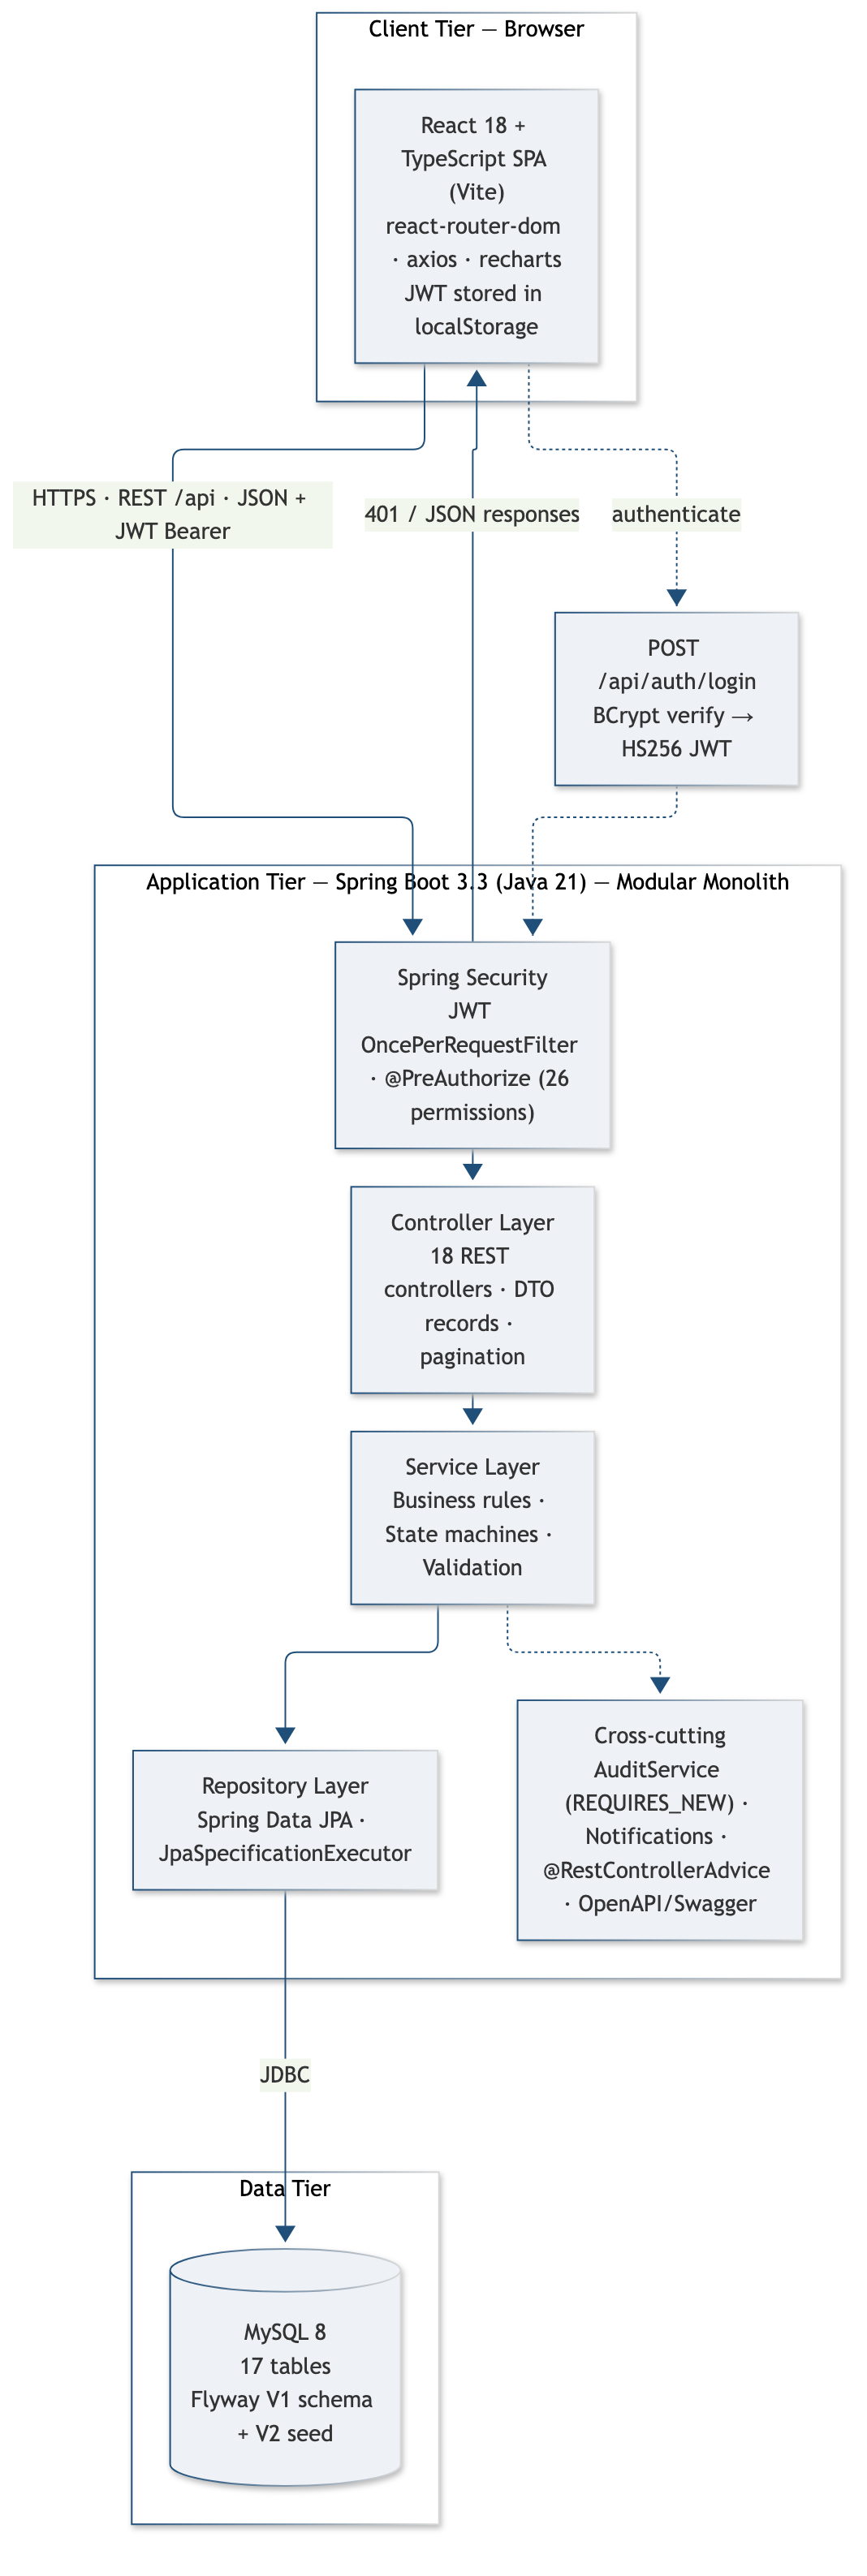 Client Tier — Browser
React 18 +
TypeScript SPA
(Vite)
react-router-dom
· axios · recharts
JWT stored in
localStorage
HTTPS · REST /api · JSON +
JWT Bearer
401 / JSON responses
authenticate
POST
/api/auth/login
BCrypt verify →
HS256 JWT
Application Tier — Spring Boot 3.3 (Java 21) — Modular Monolith
Spring Security
JWT
OncePerRequestFilter
· @PreAuthorize (26
permissions)
Controller Layer
18 REST
controllers · DTO
records ·
pagination
Service Layer
Business rules ·
State machines ·
Validation
Repository Layer
Spring Data JPA ·
JpaSpecificationExecutor
Cross-cutting
AuditService
(REQUIRES_NEW) ·
Notifications ·
@RestControllerAdvice
· OpenAPI/Swagger
JDBC
Data Tier
MySQL 8
17 tables
Flyway V1 schema
+ V2 seed